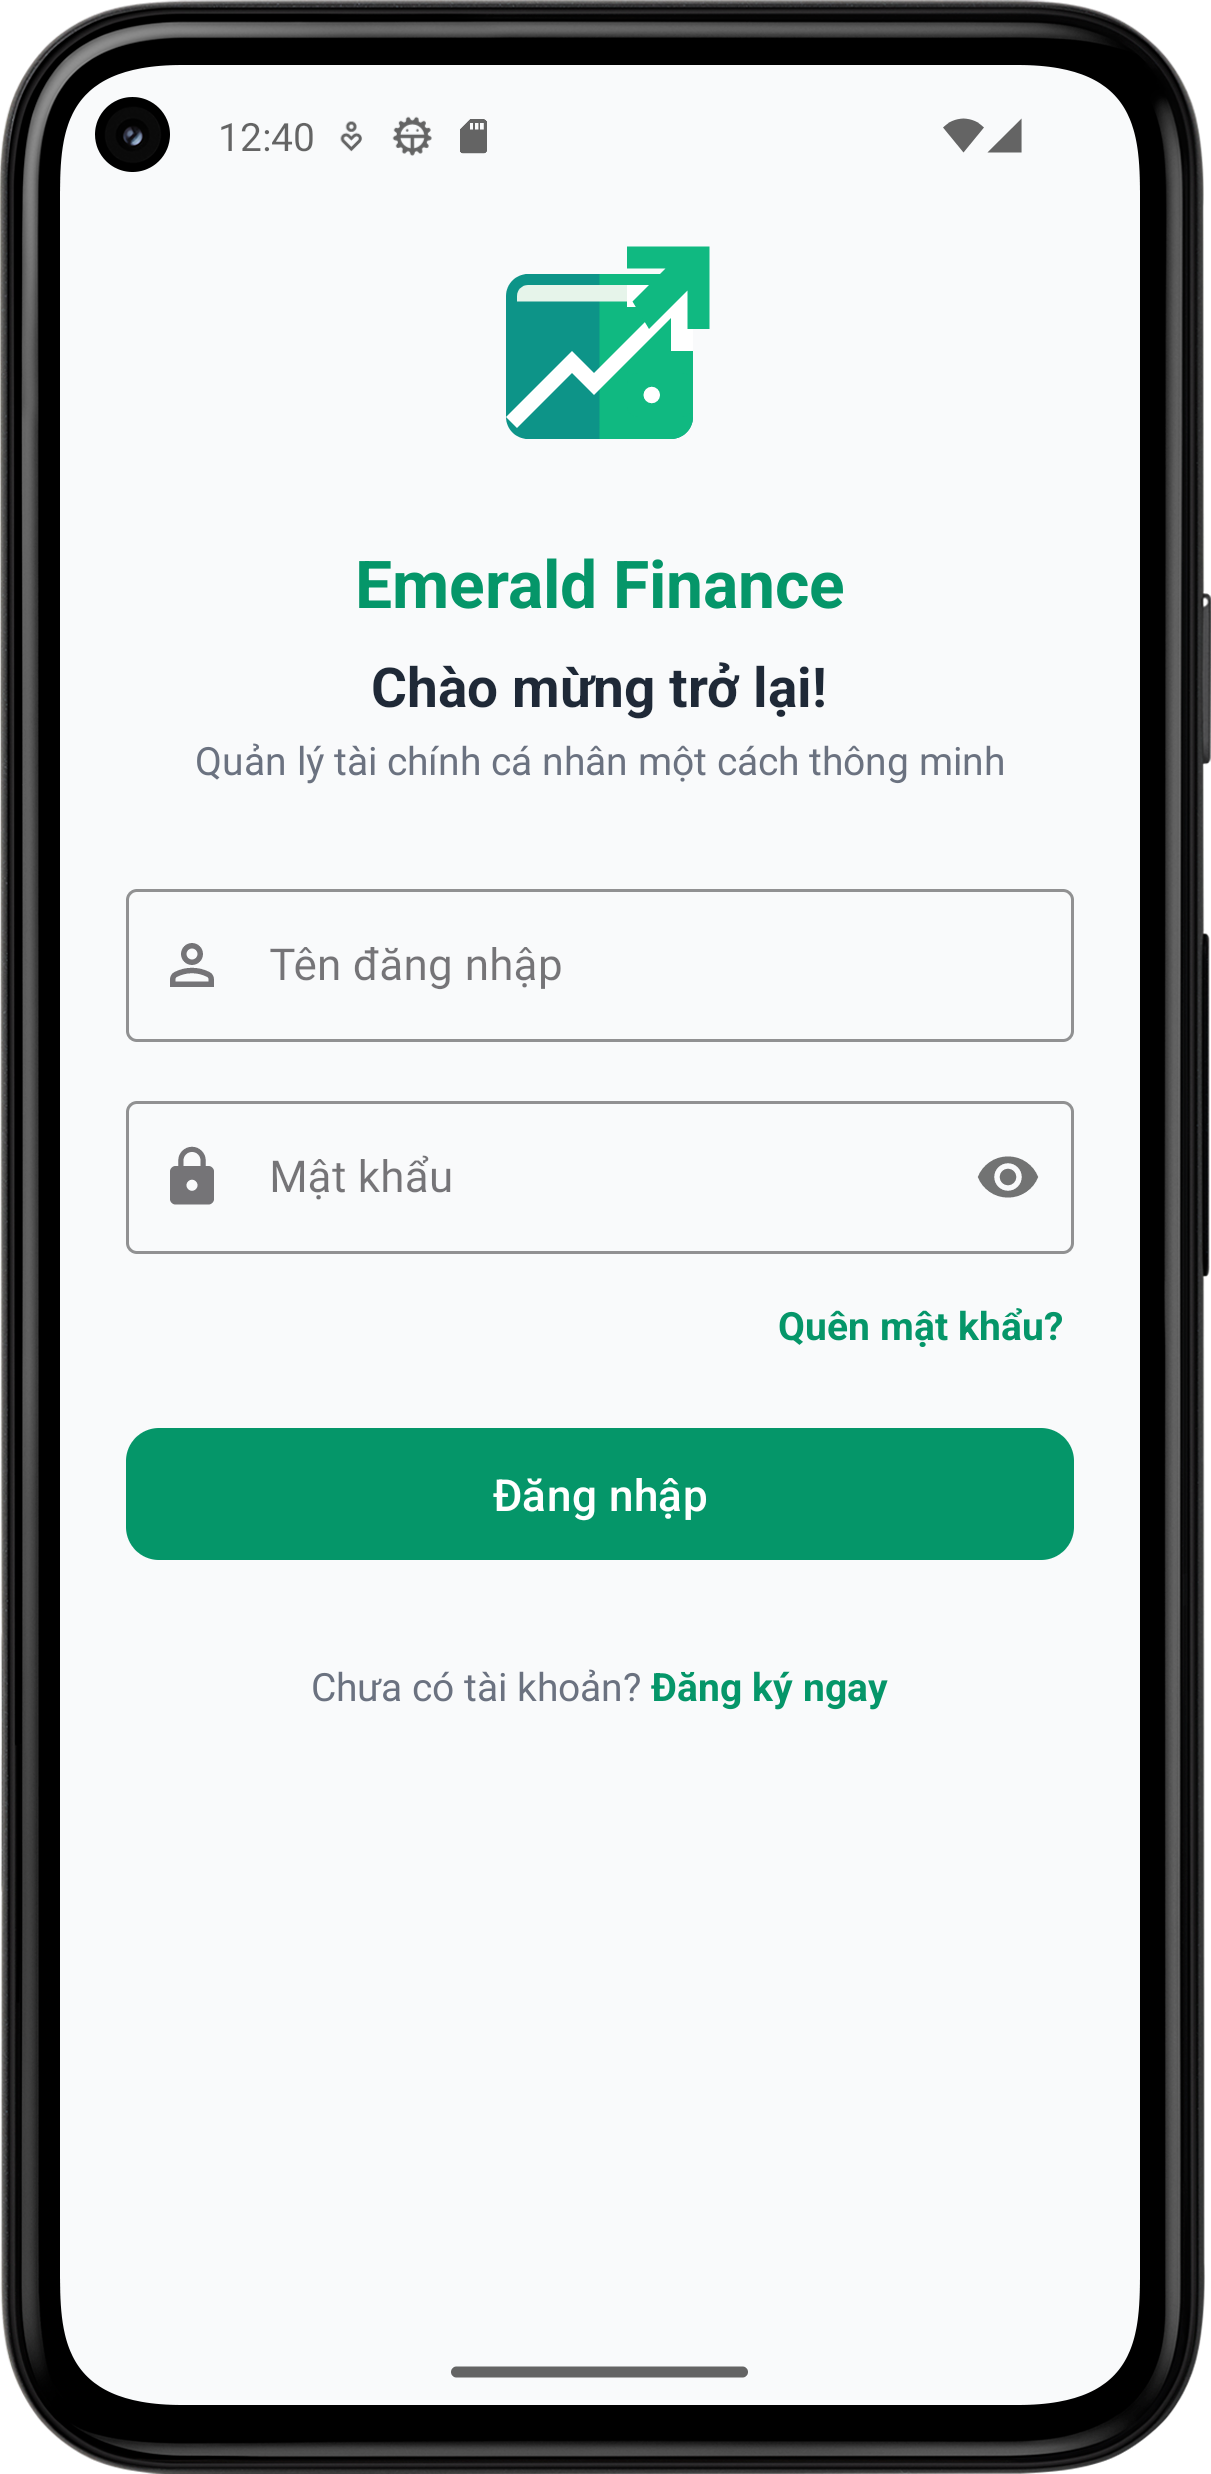 12:40
Emerald Finance
Chào mừng trở lại!
Quản lý tài chính cá nhân một cách thông minh
Tên đăng nhập
Mật khẩu
Quên mật khẩu?
Đăng nhập
Chưa có tài khoản? Đăng ký ngay